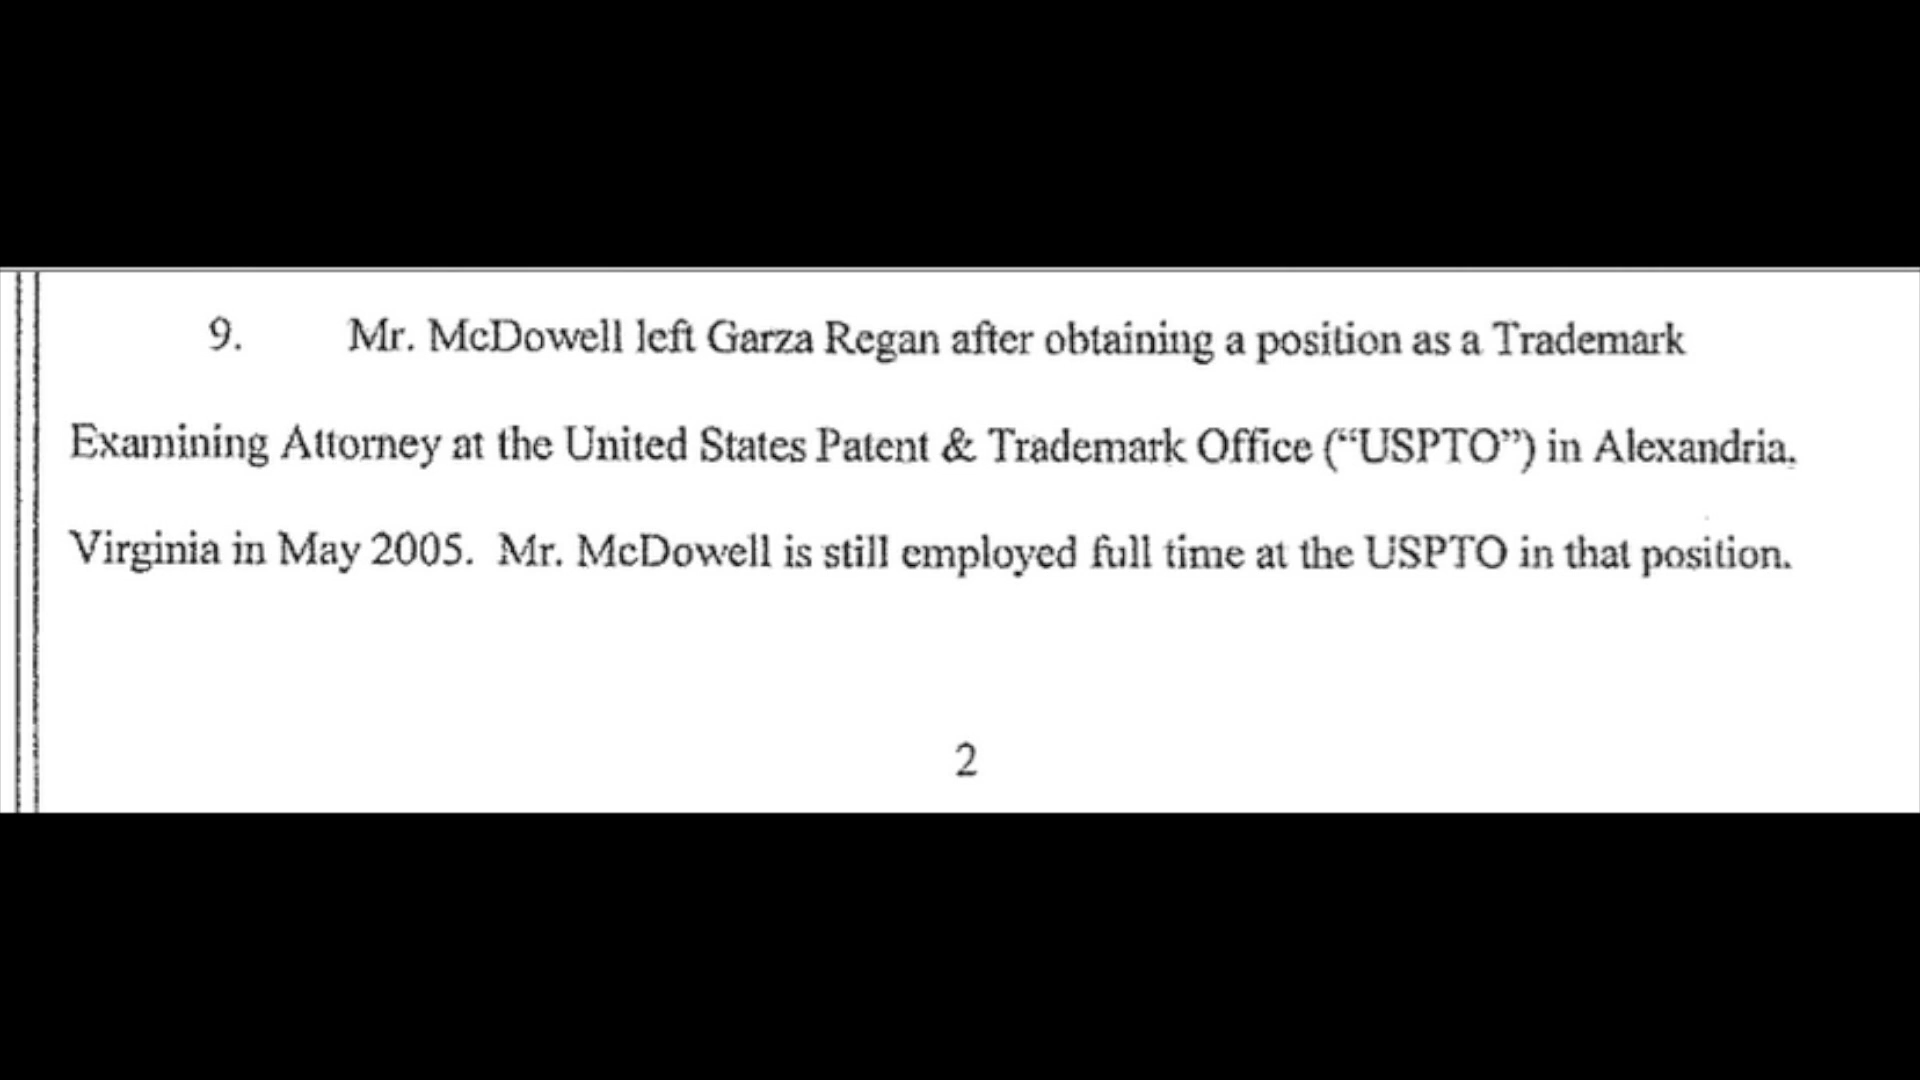 9. Mr. McDowell left Garza Regan after obtaining a position as a Trademark
Examining Attorney at the United States Patent & Trademark Office (“USPTO”) in Alexandria.
Virginia in May 2005. Mr. McDowell is still employed full time at the USPTO in that position.
2